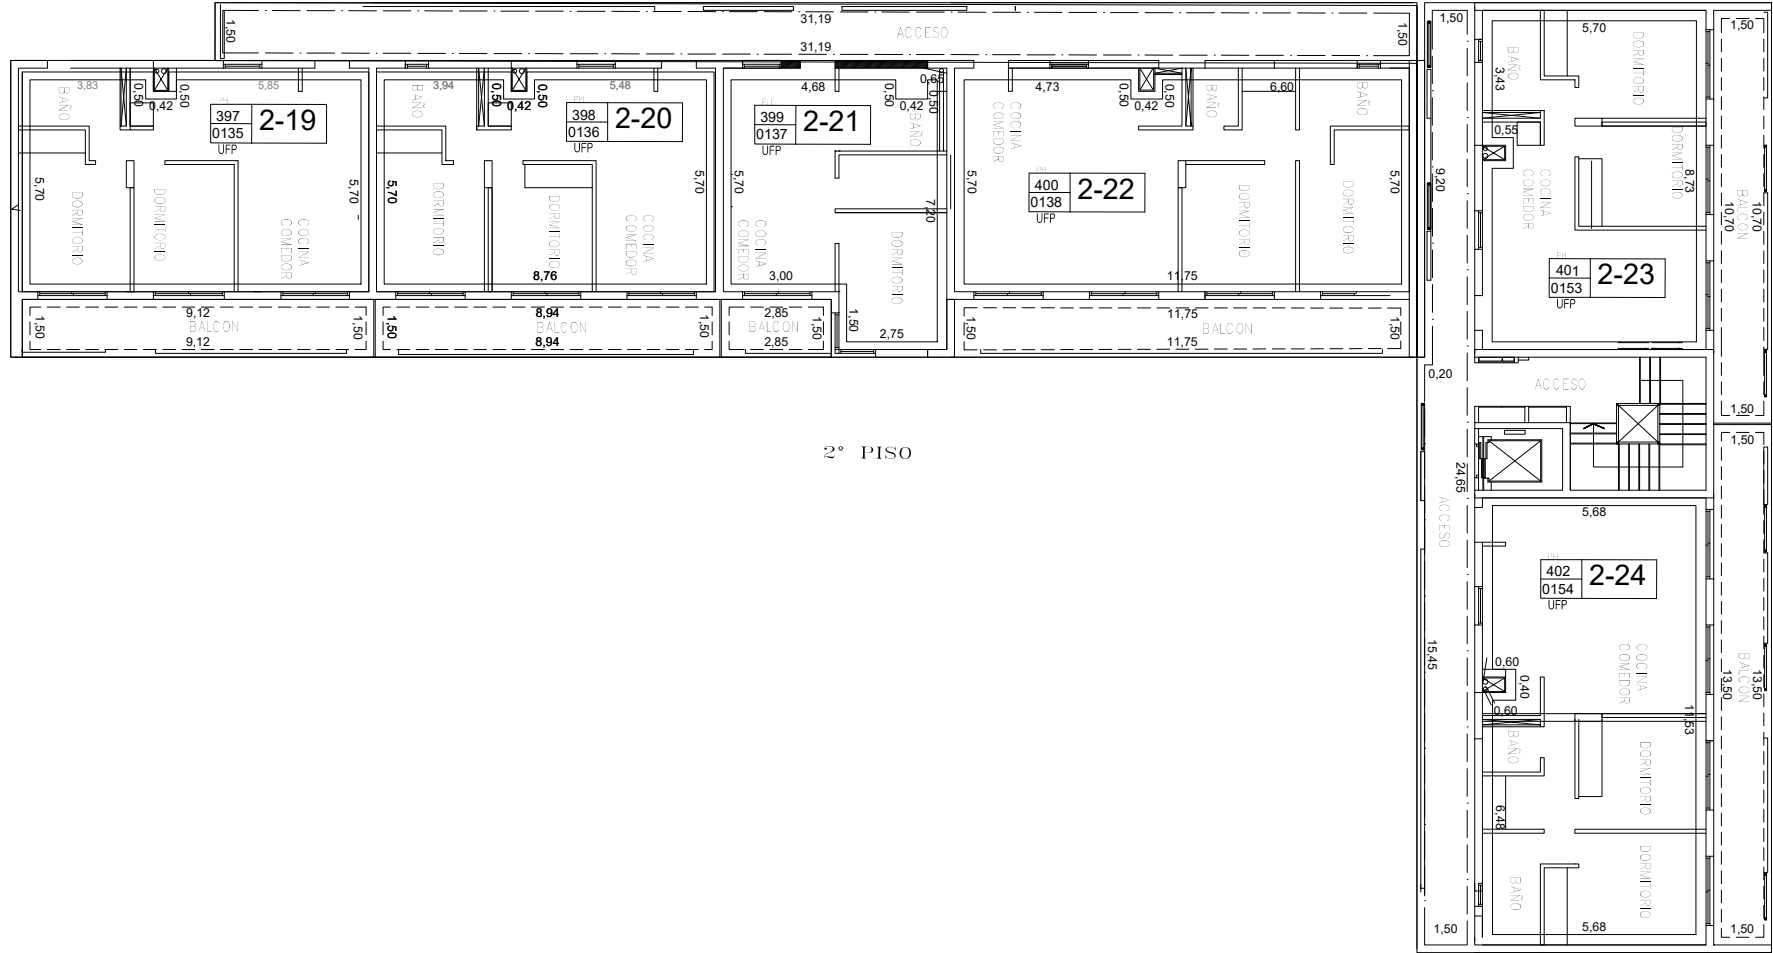 31,19
ACCESO
31,19
1,50
1,50
3,83
5,85
0,50
0,50
0,42
BAÑO
PH
397
0135
UFP
2-19
5,70
5,70
DORMITORIO
DORMITORIO
COCINA
COMEDOR
9,12
BALCON
9,12
1,50
1,50
3,94
5,48
0,50
0,50
0,42
BAÑO
PH
398
0136
UFP
2-20
5,70
5,70
DORMITORIO
DORMITORIO
COCINA
COMEDOR
8,76
8,94
BALCON
8,94
1,50
1,50
4,68
0,65
0,50
0,50
0,42
BAÑO
PH
399
0137
UFP
2-21
5,70
7,20
COCINA
COMEDOR
DORMITORIO
3,00
2,85
BALCON
2,85
1,50
1,50
2,75
4,73
6,60
0,50
0,50
0,42
COCINA
COMEDOR
BAÑO
BAÑO
PH
400
0138
UFP
2-22
5,70
5,70
DORMITORIO
DORMITORIO
11,75
11,75
BALCON
11,75
1,50
1,50
1,50
9,20
5,70
BAÑO
3,43
DORMITORIO
0,55
DORMITORIO
8,73
COCINA
COMEDOR
PH
401
0153
UFP
2-23
1,50
10,70
BALCON
10,70
1,50
0,20
ACCESO
2° PISO
24,65
ACCESO
15,45
1,50
5,68
PH
402
0154
UFP
2-24
COCINA
COMEDOR
0,60
0,40
0,60
11,53
BAÑO
DORMITORIO
6,48
DORMITORIO
BAÑO
5,68
1,50
13,50
BALCON
13,50
1,50